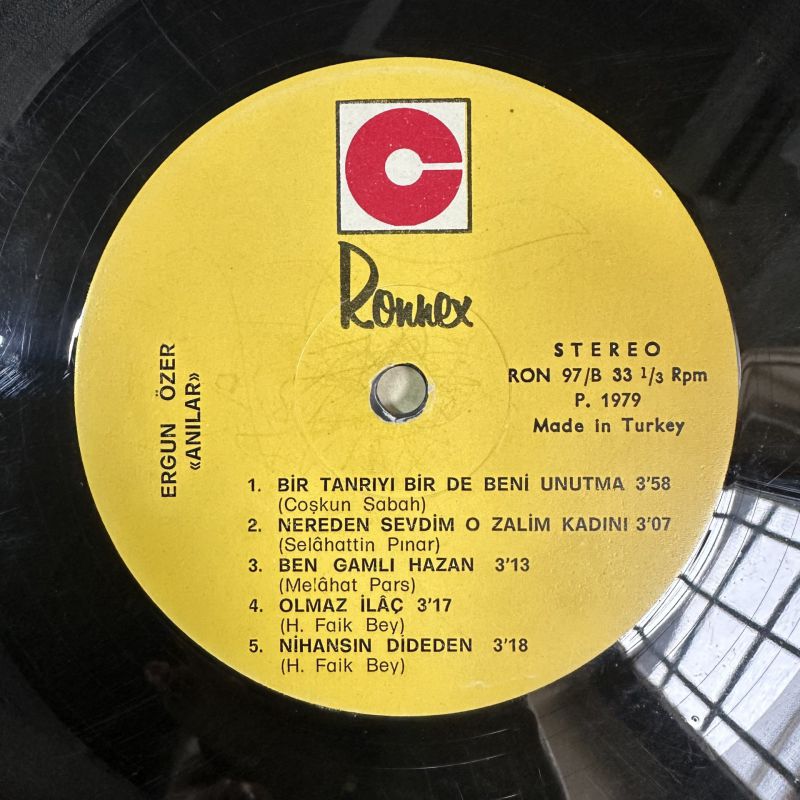 Ronnex
STEREO
RON 97/B 33 1/3 Rpm
P. 1979
Made in Turkey
ERGUN ÖZER
«ANILAR»
1. BİR TANRIYI BİR DE BENİ UNUTMA 3'58
(Coşkun Sabah)
2. NEREDEN SEVDİM O ZALİM KADINI 3'07
(Selâhattin Pınar)
3. BEN GAMLI HAZAN 3'13
(Melâhat Pars)
4. OLMAZ İLÂÇ 3'17
(H. Faik Bey)
5. NİHANSIN DİDEDEN 3'18
(H. Faik Bey)